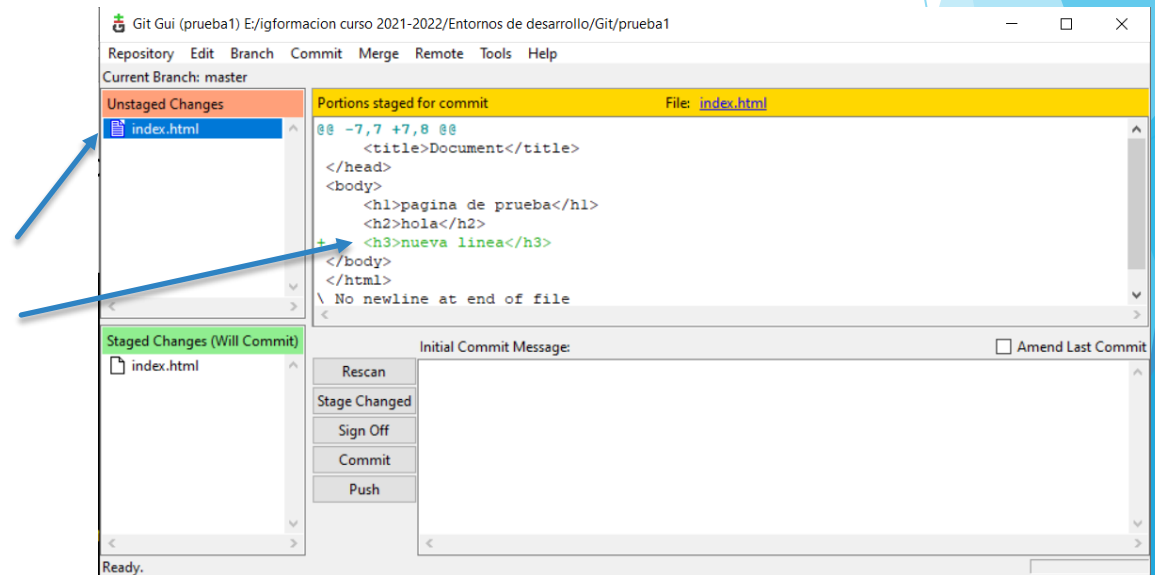 Git Gui (prueba1) E:/igformacion curso 2021-2022/Entornos de desarrollo/Git/prueba1
Repository Edit Branch Commit Merge Remote Tools Help
Current Branch: master
Unstaged Changes
index.html
Portions staged for commit File: index.html
@@ -7,7 +7,8 @@
<title>Document</title>
</head>
<body>
<h1>pagina de prueba</h1>
<h2>hola</h2>
+ <h3>nueva linea</h3>
</body>
</html>
\ No newline at end of file
Staged Changes (Will Commit)
index.html
Initial Commit Message: Amend Last Commit
Rescan
Stage Changed
Sign Off
Commit
Push
Ready.